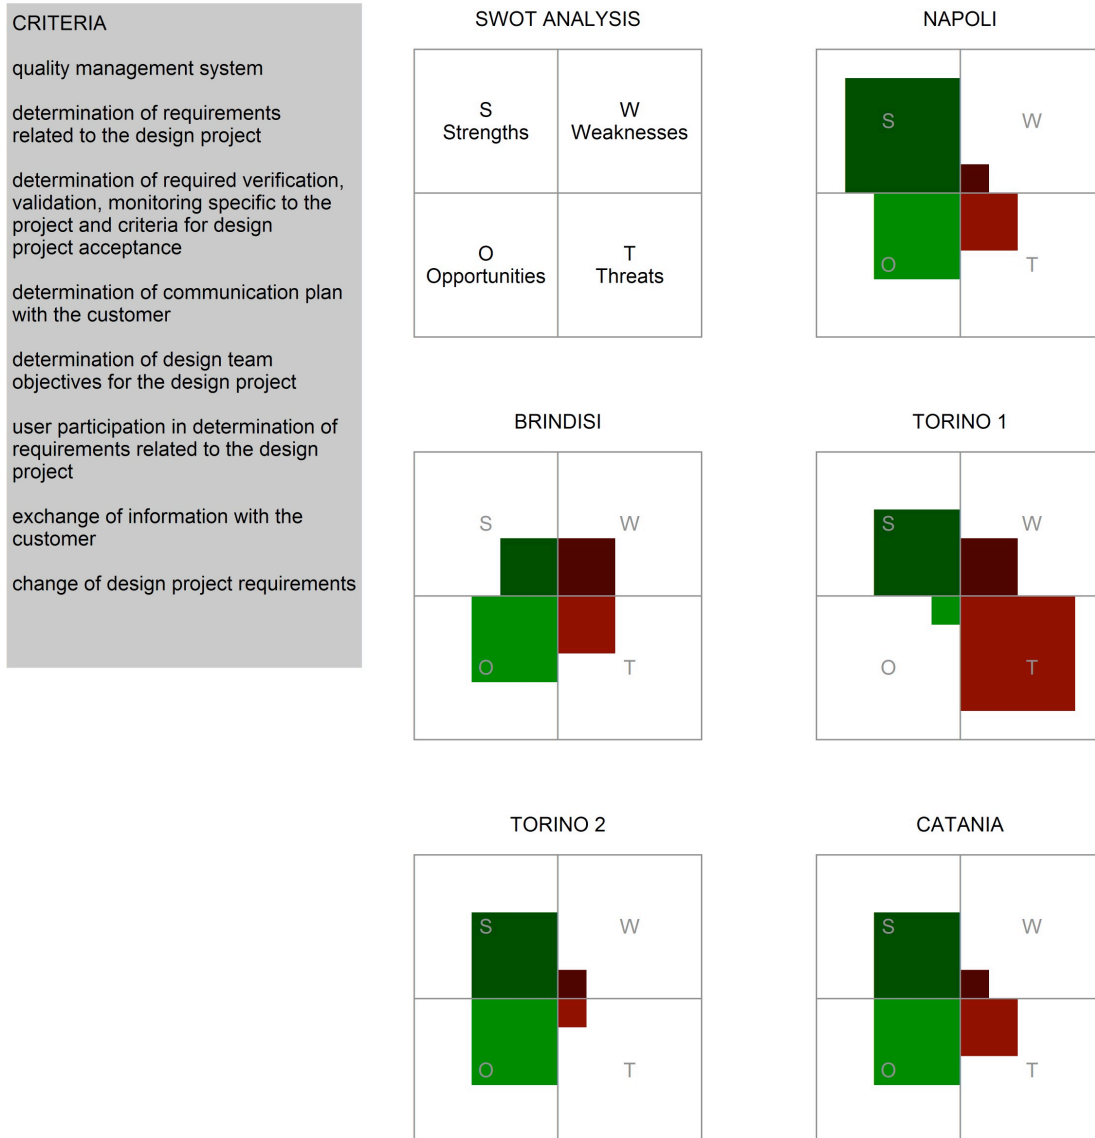 CRITERIA
quality management system
determination of requirements
related to the design project
determination of required verification,
validation, monitoring specific to the
project and criteria for design
project acceptance
determination of communication plan
with the customer
determination of design team
objectives for the design project
user participation in determination of
requirements related to the design
project
exchange of information with the
customer
change of design project requirements
SWOT ANALYSIS
S
Strengths
W
Weaknesses
O
Opportunities
T
Threats
NAPOLI
S
W
O
T
BRINDISI
S
W
O
T
TORINO 1
S
W
O
T
TORINO 2
S
W
O
T
CATANIA
S
W
O
T